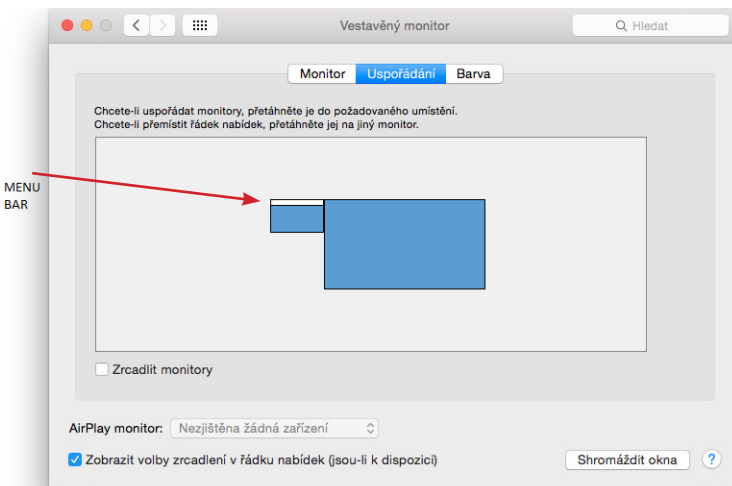 Vestavěný monitor
Hledat
Monitor Uspořádání Barva
Chcete-li uspořádat monitory, přetáhněte je do požadovaného umístění.
Chcete-li přemístit řádek nabídek, přetáhněte jej na jiný monitor.
MENU
BAR
Zrcadlit monitory
AirPlay monitor: Nezjištěna žádná zařízení
Zobrazit volby zrcadlení v řádku nabídek (jsou-li k dispozici)
Shromáždit okna ?